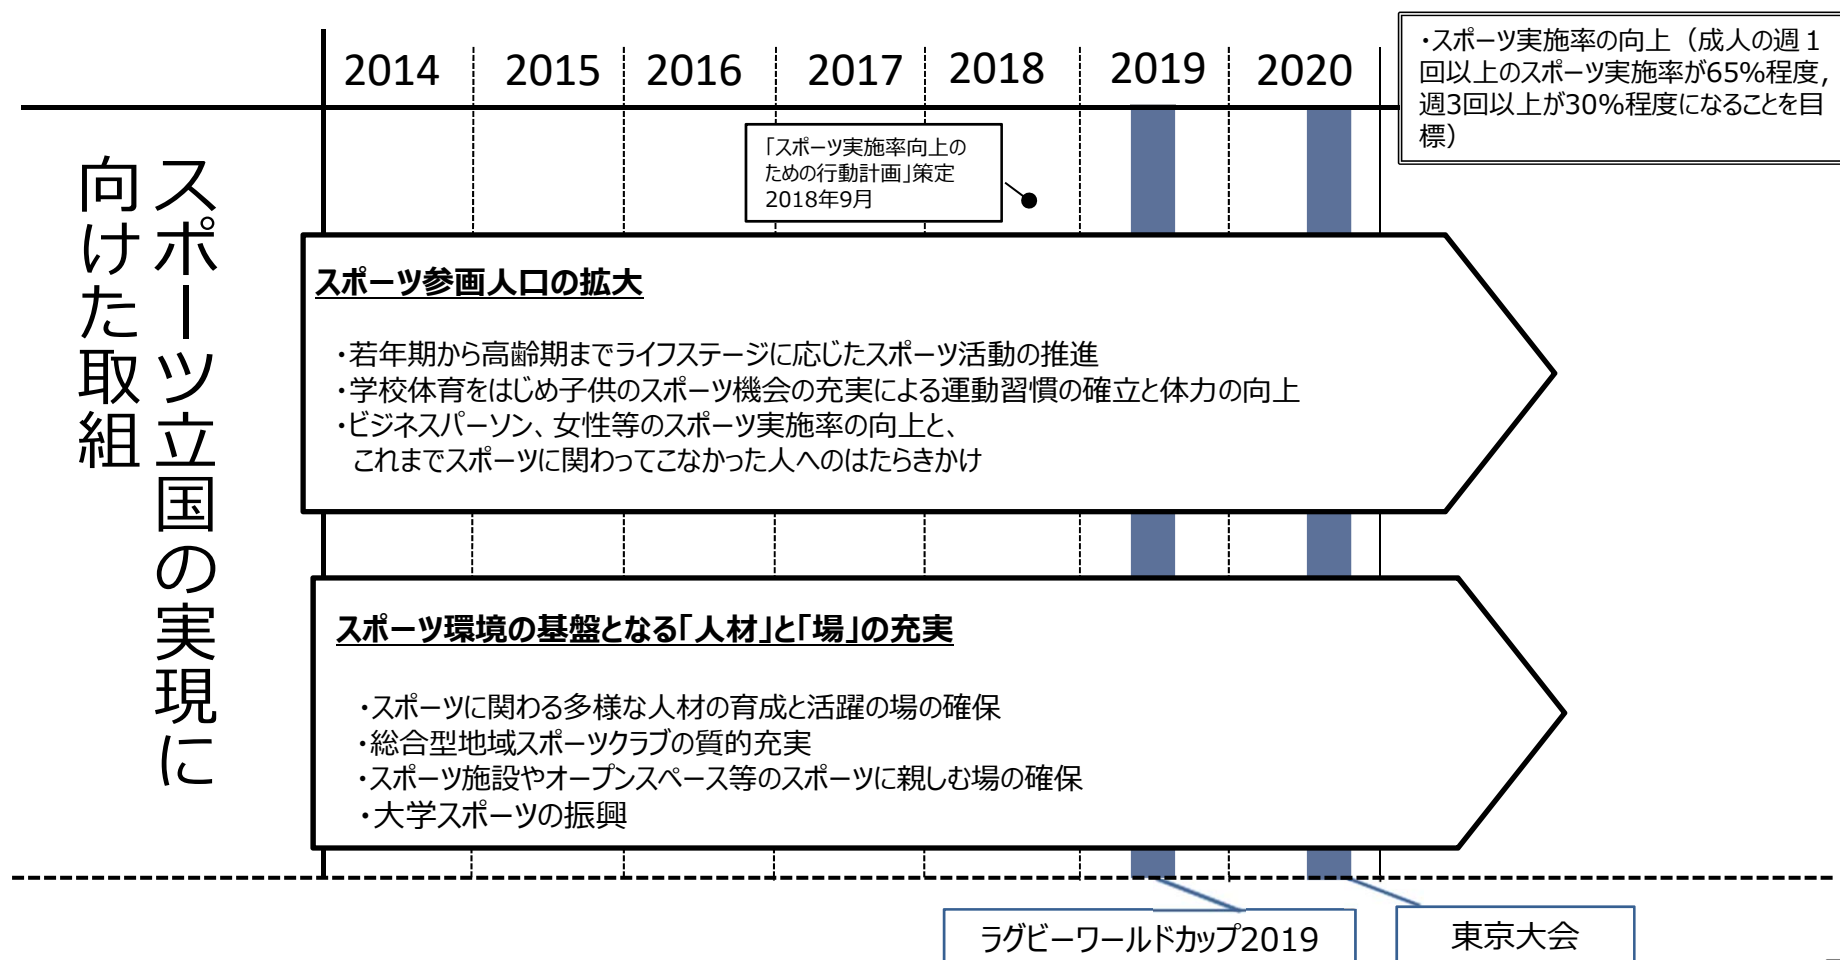 2014 2015 2016 2017 2018 2019 2020
・スポーツ実施率の向上（成人の週１
回以上のスポーツ実施率が65%程度，
週3回以上が30%程度になることを目
標）
「スポーツ実施率向上の
ための行動計画」策定
2018年9月
スポーツ立国の実現に
向けた取組
スポーツ参画人口の拡大
・若年期から高齢期までライフステージに応じたスポーツ活動の推進
・学校体育をはじめ子供のスポーツ機会の充実による運動習慣の確立と体力の向上
・ビジネスパーソン、女性等のスポーツ実施率の向上と、
これまでスポーツに関わってこなかった人へのはたらきかけ
スポーツ環境の基盤となる「人材」と「場」の充実
・スポーツに関わる多様な人材の育成と活躍の場の確保
・総合型地域スポーツクラブの質的充実
・スポーツ施設やオープンスペース等のスポーツに親しむ場の確保
・大学スポーツの振興
ラグビーワールドカップ2019
東京大会